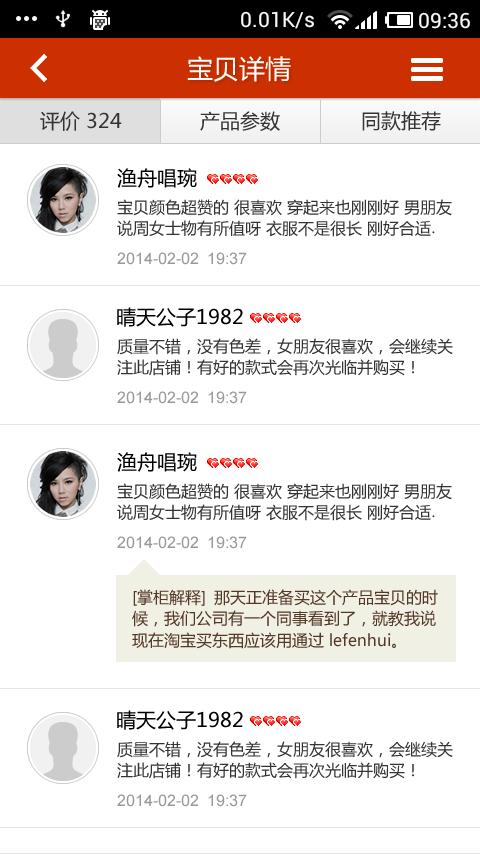 0.01K/s 09:36
宝贝详情
评价 324 产品参数 同款推荐
渔舟唱琬
宝贝颜色超赞的 很喜欢 穿起来也刚刚好 男朋友
说周女士物有所值呀 衣服不是很长 刚好合适.
2014-02-02 19:37
晴天公子1982
质量不错，没有色差，女朋友很喜欢，会继续关
注此店铺！有好的款式会再次光临并购买！
2014-02-02 19:37
渔舟唱琬
宝贝颜色超赞的 很喜欢 穿起来也刚刚好 男朋友
说周女士物有所值呀 衣服不是很长 刚好合适.
2014-02-02 19:37
[掌柜解释] 那天正准备买这个产品宝贝的时
候，我们公司有一个同事看到了，就教我说
现在淘宝买东西应该用通过 lefenhui。
晴天公子1982
质量不错，没有色差，女朋友很喜欢，会继续关
注此店铺！有好的款式会再次光临并购买！
2014-02-02 19:37